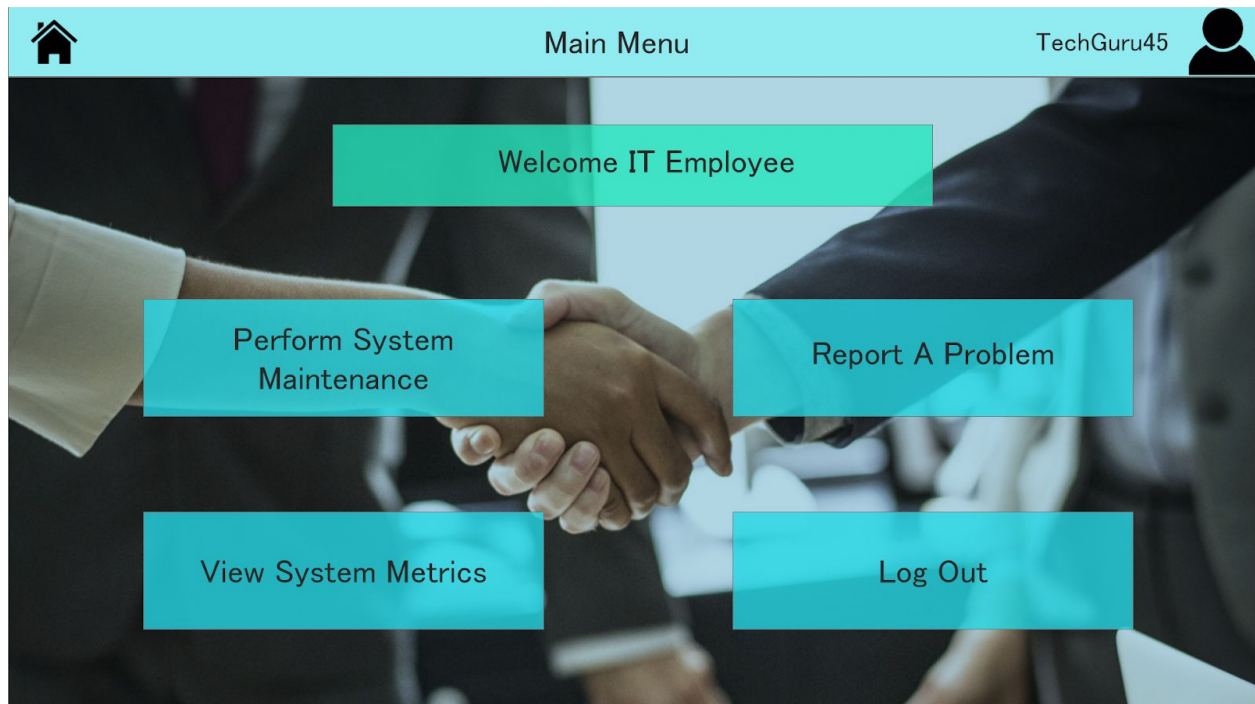 Main Menu
TechGuru45
Welcome IT Employee
Perform System
Maintenance
Report A Problem
View System Metrics
Log Out